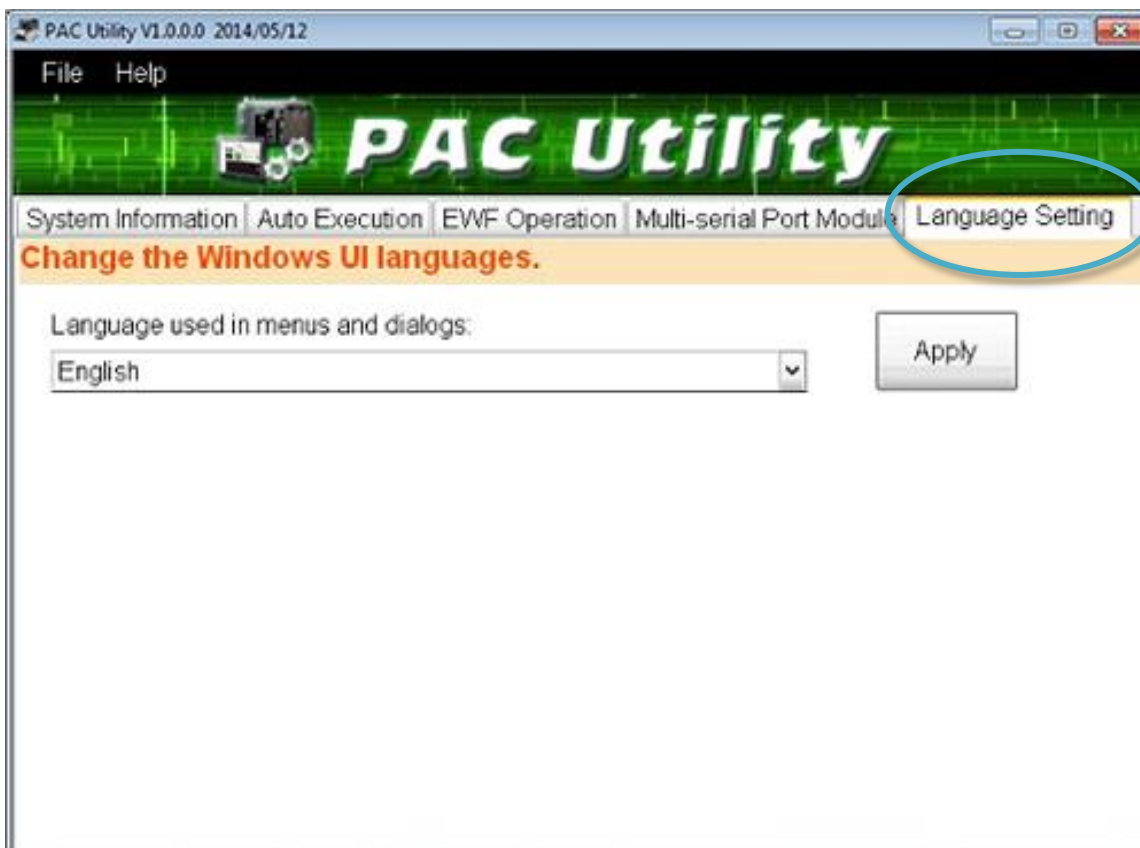 PAC Utility V1.0.0.0 2014/05/12
File Help
PAC Utility
System Information Auto Execution EWF Operation Multi-serial Port Module Language Setting
Change the Windows UI languages.
Language used in menus and dialogs:
English
Apply